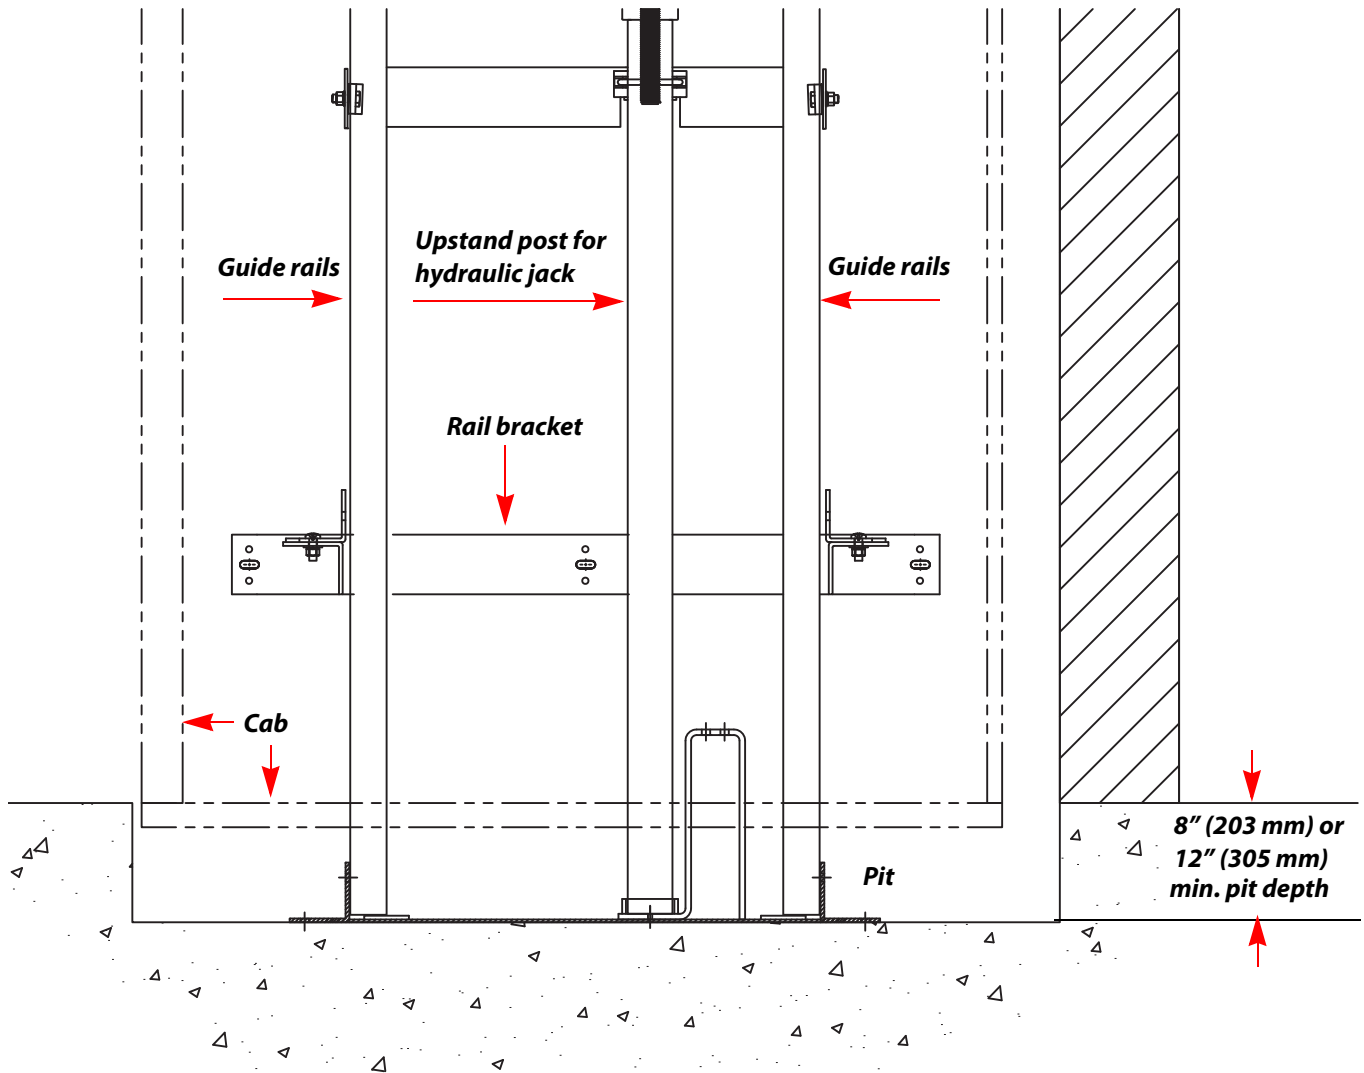 Upstand post for
hydraulic jack
Guide rails
Guide rails
Rail bracket
Cab
8″ (203 mm) or
12″ (305 mm)
min. pit depth
Pit